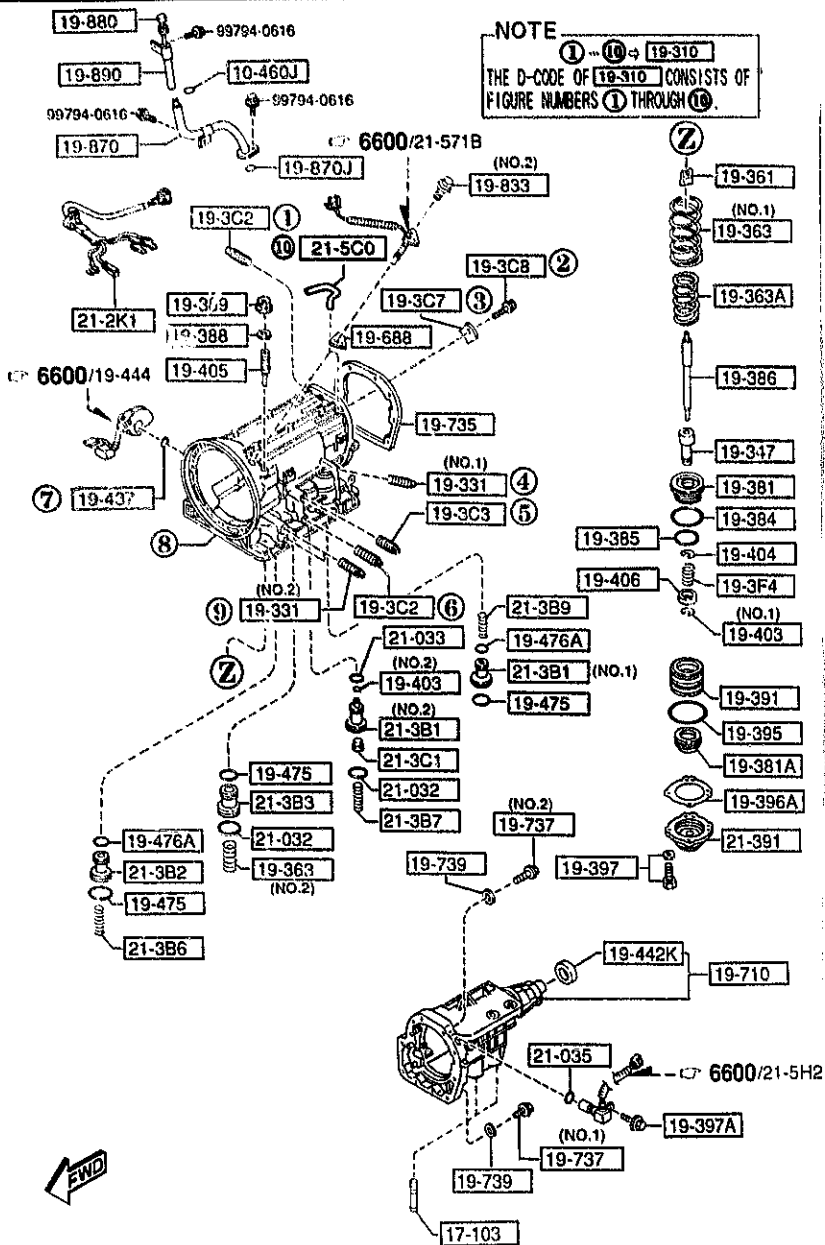 19-880
99794-0616
NOTE
① - ⑩ ⇨ 19-310
THE D-CODE OF 19-310 CONSISTS OF
FIGURE NUMBERS ① THROUGH ⑩.
19-890
10-460J
99794-0616
99794-0616
19-870
6600/21-571B
19-870J
(NO.2)
19-833
Z
19-361
(NO.1)
19-363
19-3C2 ①
⑩ 21-5C0
19-3C8 ②
19-3C7 ③
19-363A
21-2K1
19-369
19-388
19-688
19-405
19-386
6600/19-444
19-735
19-347
(NO.1)
19-331 ④
19-381
⑦ 19-437
19-3C3 ⑤
19-384
19-385
19-404
⑧
19-406
19-3F4
(NO.1)
19-403
(NO.2)
⑨ 19-331
19-3C2 ⑥
21-3B9
21-033
19-476A
(NO.2)
19-403
21-3B1 (NO.1)
19-391
Z
(NO.2)
21-3B1
19-475
19-395
19-381A
21-3C1
19-475
21-032
19-396A
21-3B3
21-3B7
(NO.2)
19-737
21-032
21-391
19-476A
19-363
(NO.2)
19-739
19-397
21-3B2
19-475
21-3B6
19-442K
19-710
21-035
6600/21-5H2
19-397A
(NO.1)
19-737
19-739
FWD
17-103